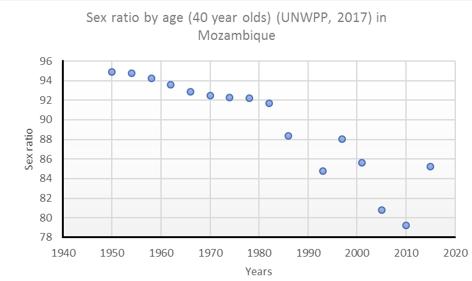 Sex ratio by age (40 year olds) (UNWPP, 2017) in
Mozambique
96
94
92
90
88
86
84
82
80
78
Sex ratio
1940 1950 1960 1970 1980 1990 2000 2010 2020
Years